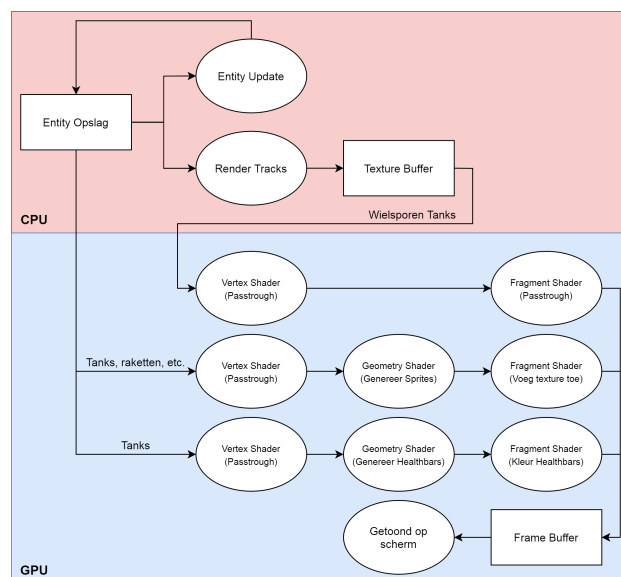 Entity Update
Entity Opslag
Render Tracks
Texture Buffer
CPU
Wielsporen Tanks
Vertex Shader
(Passtrough)
Fragment Shader
(Passtrough)
Tanks, raketten, etc.
Vertex Shader
(Passtrough)
Geometry Shader
(Genereer Sprites)
Fragment Shader
(Voeg texture toe)
Tanks
Vertex Shader
(Passtrough)
Geometry Shader
(Genereer Healthbars)
Fragment Shader
(Kleur Healthbars)
Getoond op
scherm
Frame Buffer
GPU